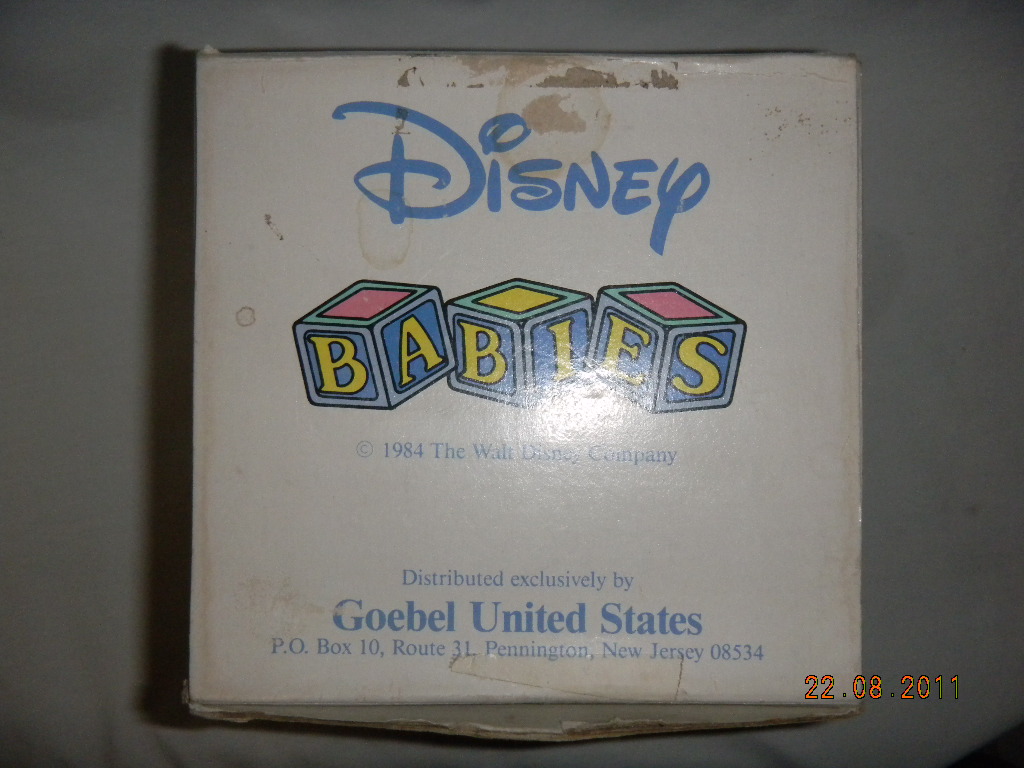 Disney
BABIES
© 1984 The Walt Disney Company
Distributed exclusively by
Goebel United States
P.O. Box 10, Route 31, Pennington, New Jersey 08534
22.08.2011